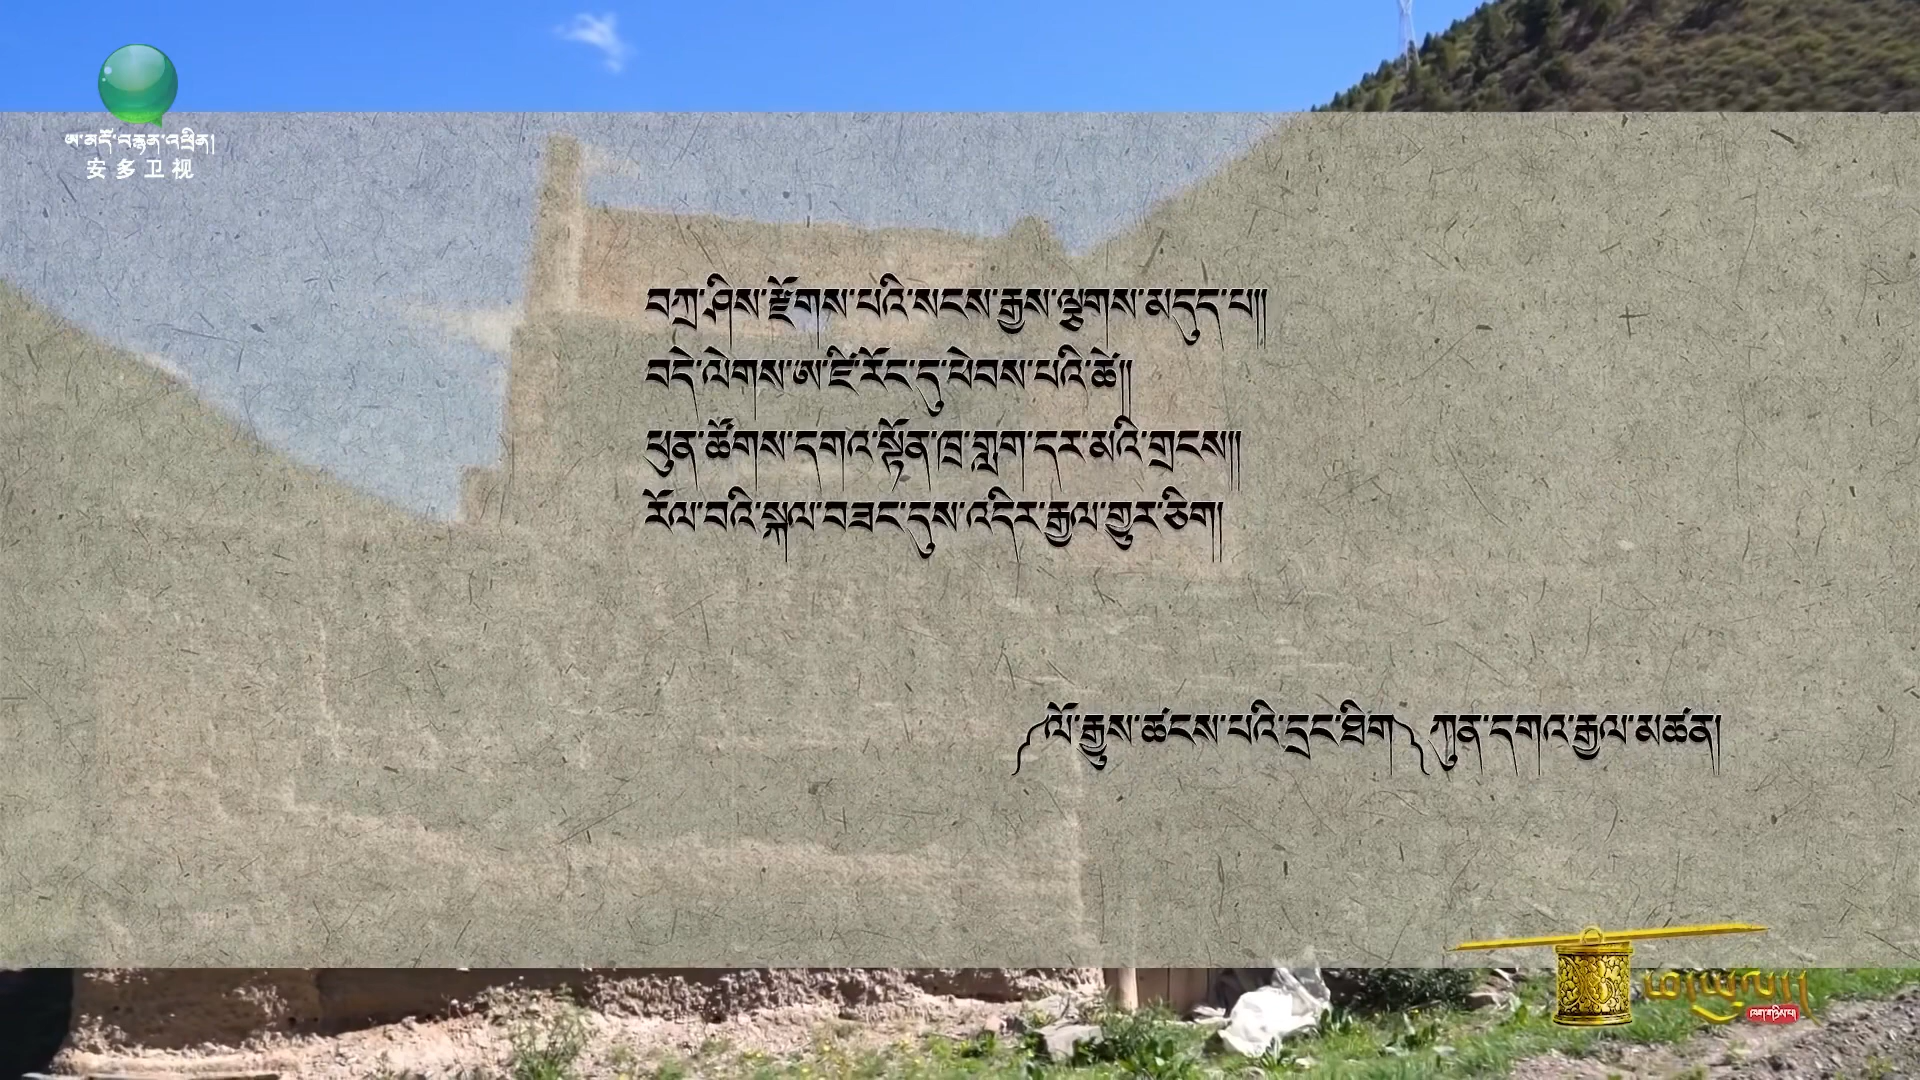 ཨ་མདོ་བརྙན་འཕྲིན།
安多卫视
བཀྲ་ཤིས་རྫོགས་པའི་སངས་རྒྱས་ལྕགས་མདུད་པ།།
བདེ་ལེགས་ཨ་ཛི་རོང་དུ་ཕེབས་པའི་ཚེ།།
ཕུན་ཚོགས་དགའ་སྟོན་ཁྲ་གླག་དར་མའི་གྲངས།།
རོལ་བའི་སྐལ་བཟང་དུས་འདིར་རྒྱལ་གྱུར་ཅིག།
༼ལོ་རྒྱུས་ཚངས་པའི་དྲང་ཐིག༽ ཀུན་དགའ་རྒྱལ་མཚན།